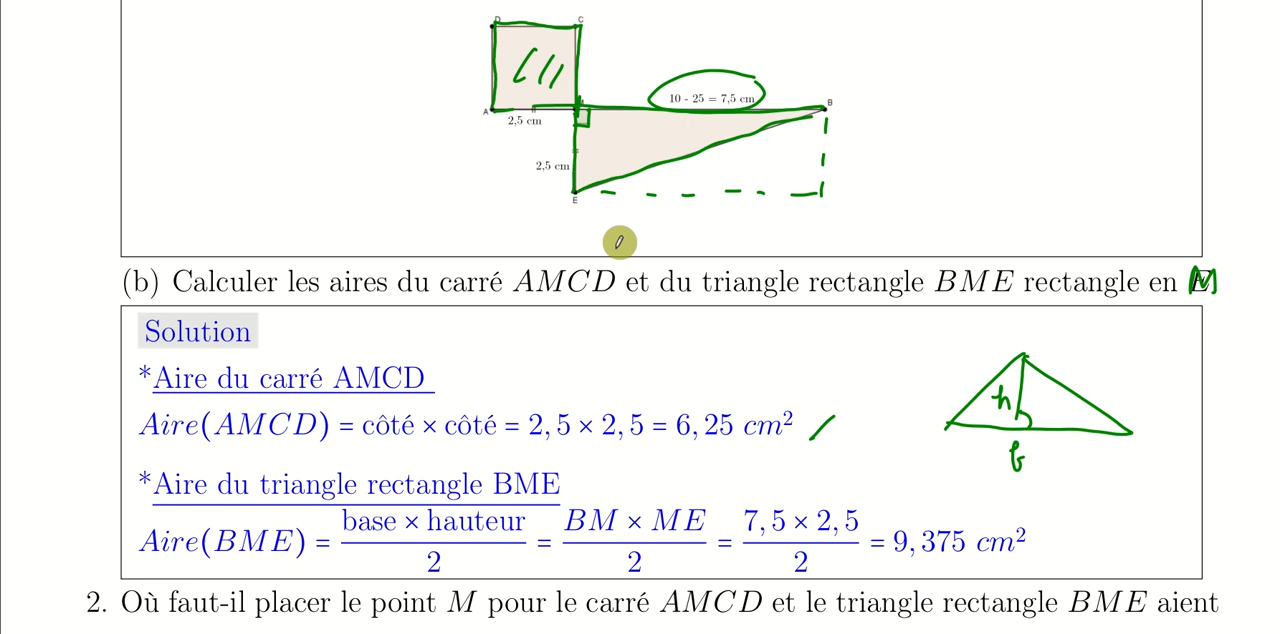 D C
10 - 25 = 7,5 cm
A B
2,5 cm
2,5 cm
E
(b) Calculer les aires du carré AMCD et du triangle rectangle BME rectangle en M
Solution
*Aire du carré AMCD
Aire(AMCD) = côté × côté = 2,5 × 2,5 = 6,25 cm²
h
b
*Aire du triangle rectangle BME
Aire(BME) = base × hauteur / 2 = BM × ME / 2 = 7,5 × 2,5 / 2 = 9,375 cm²
2. Où faut-il placer le point M pour le carré AMCD et le triangle rectangle BME aient